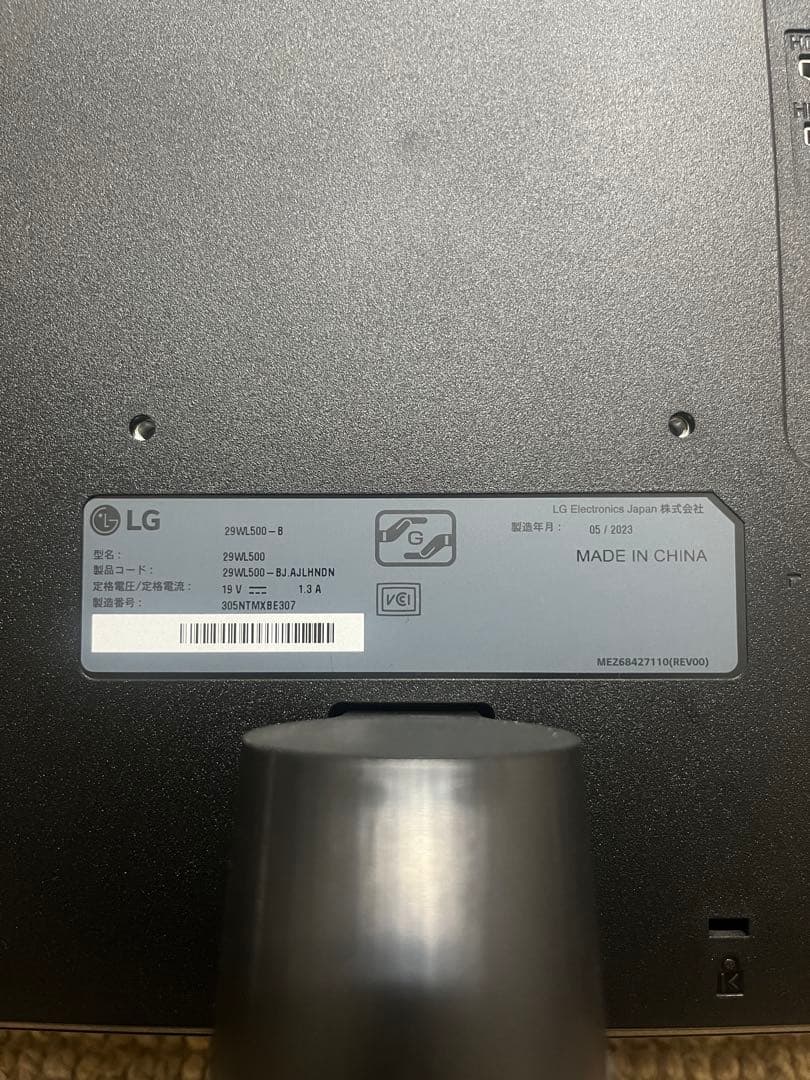 LG
29WL500-B
型名： 29WL500
製品コード： 29WL500-BJ.AJLHNDN
定格電圧/定格電流： 19 V 1.3 A
製造番号： 305NTMXBE307
G
VCI
LG Electronics Japan 株式会社
製造年月： 05 / 2023
MADE IN CHINA
MEZ68427110(REV00)
K